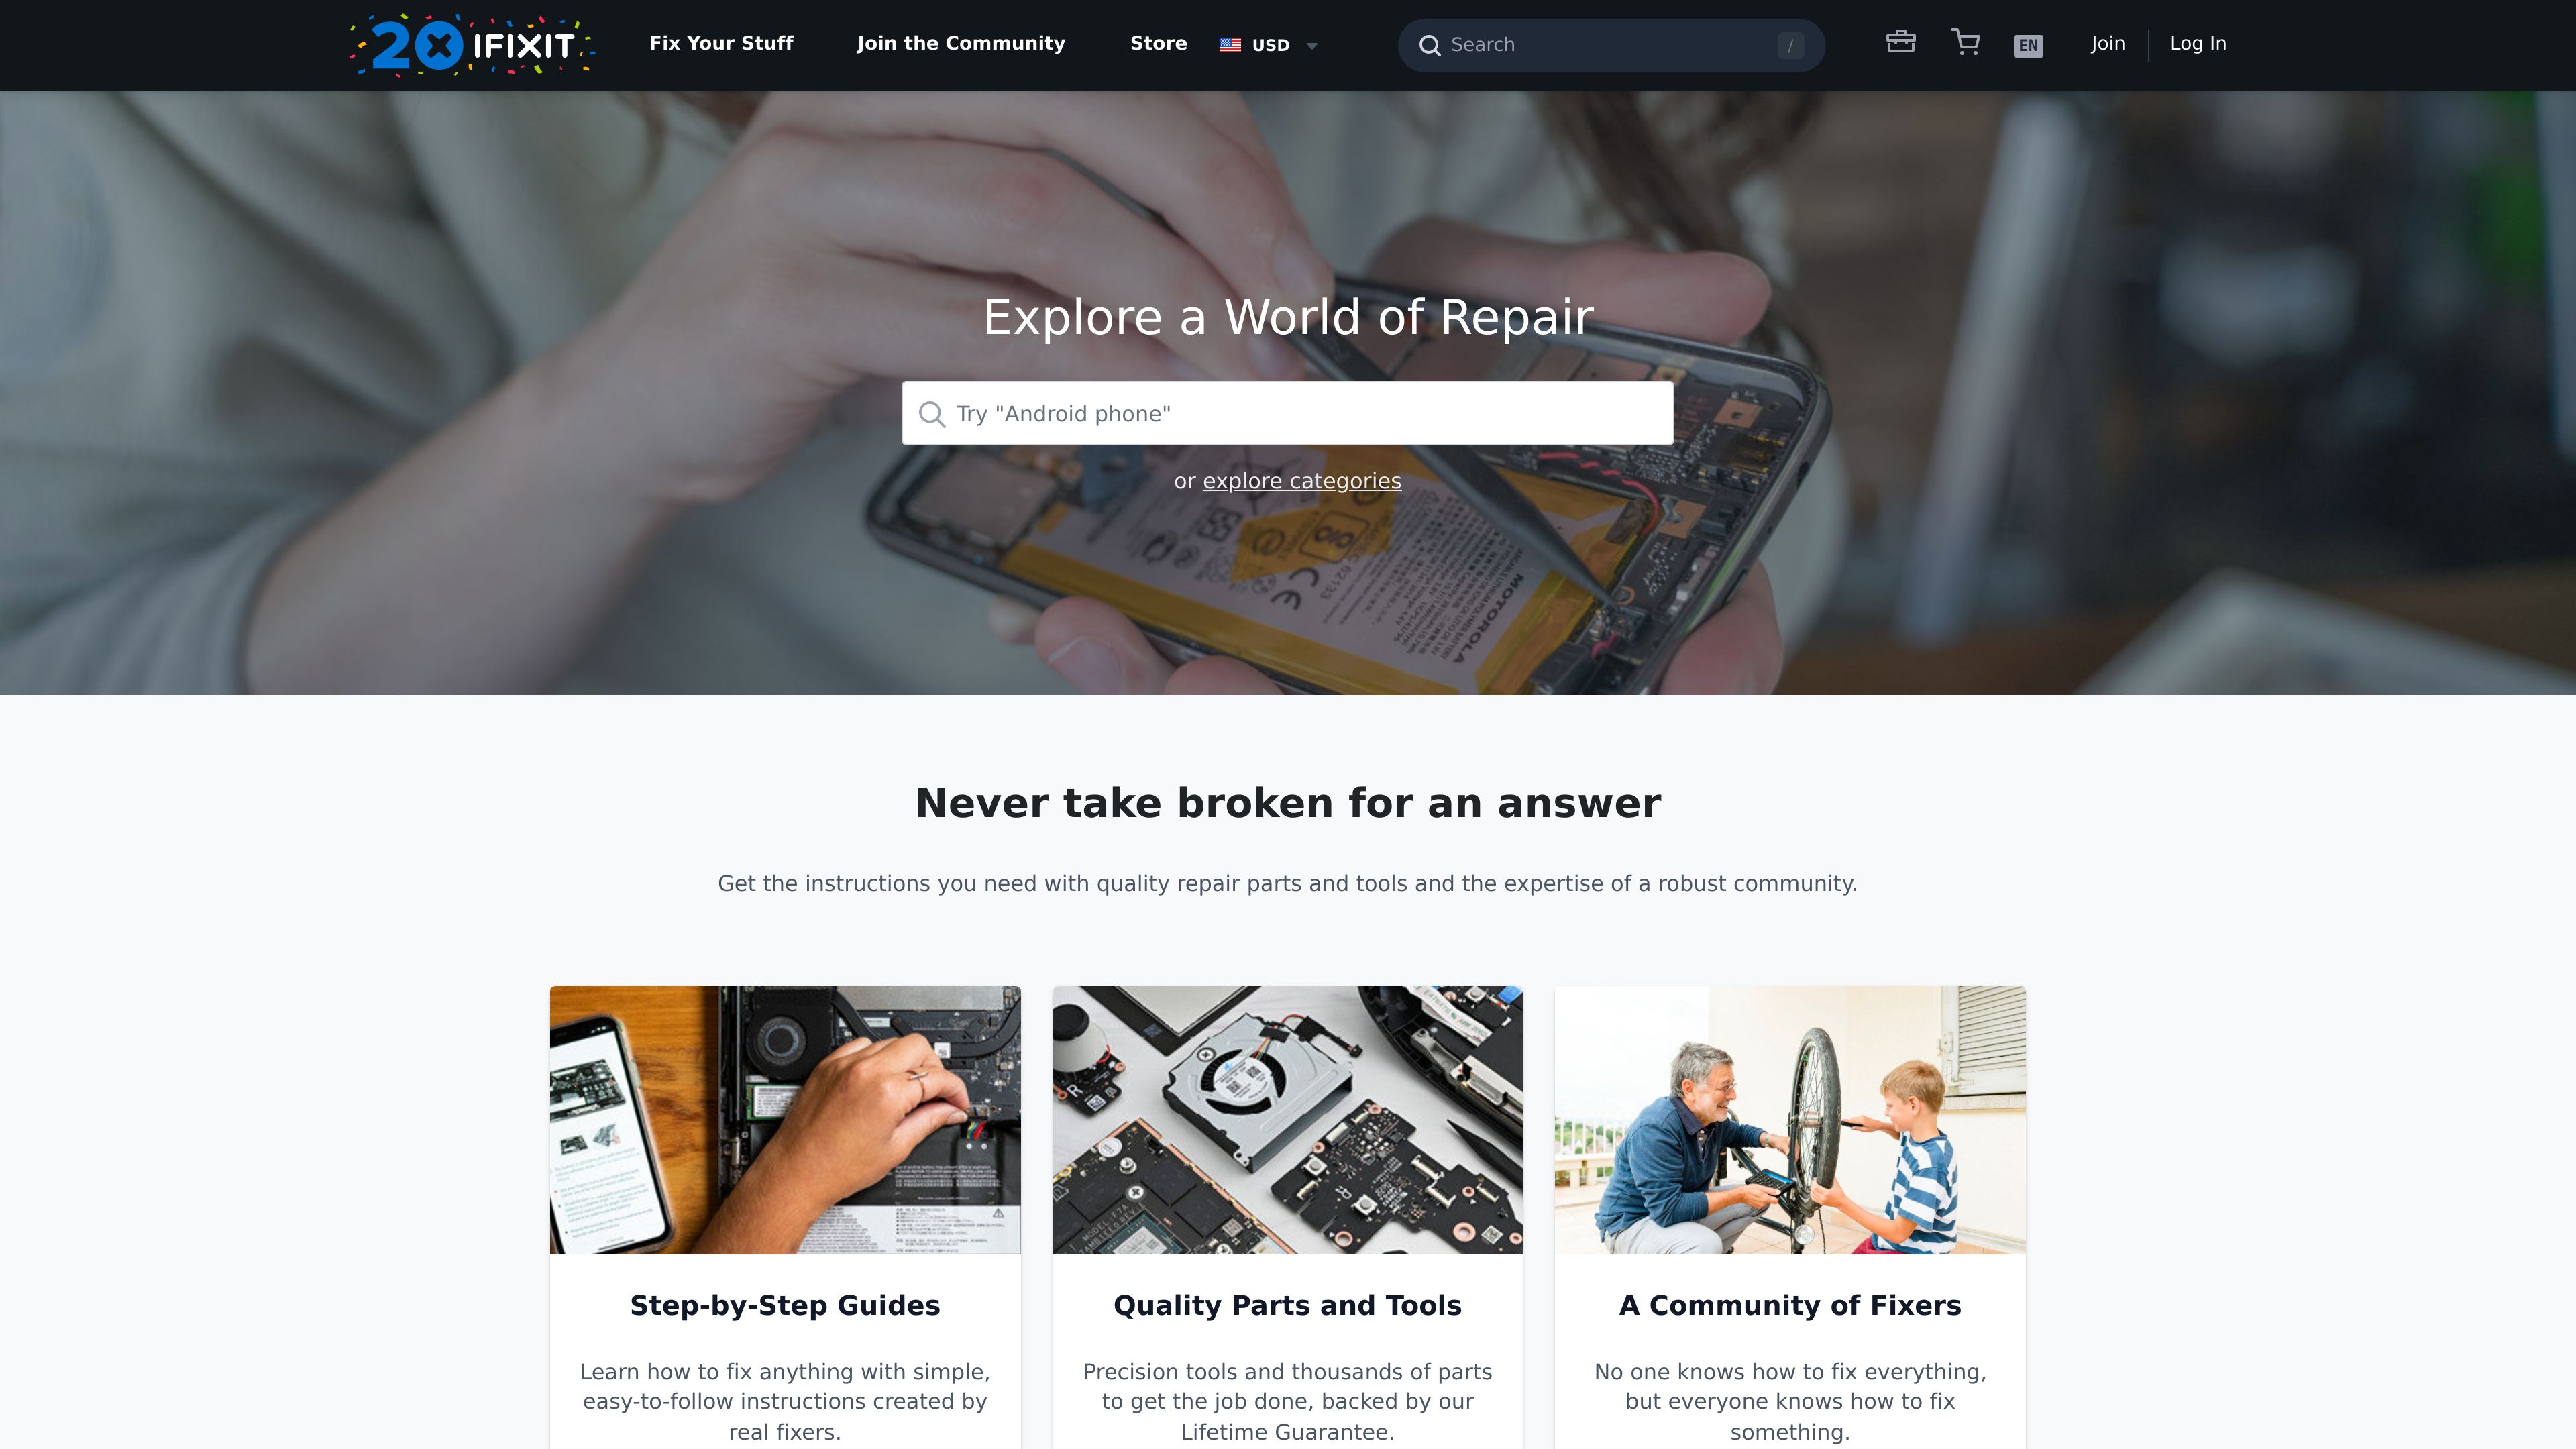 20 IFIXIT
Fix Your Stuff
Join the Community
Store
USD
Search
/
EN
Join
Log In
Explore a World of Repair
Try "Android phone"
or explore categories
MOTOROLA
Never take broken for an answer
Get the instructions you need with quality repair parts and tools and the expertise of a robust community.
Step-by-Step Guides
Learn how to fix anything with simple,
easy-to-follow instructions created by
real fixers.
Quality Parts and Tools
Precision tools and thousands of parts
to get the job done, backed by our
Lifetime Guarantee.
A Community of Fixers
No one knows how to fix everything,
but everyone knows how to fix
something.